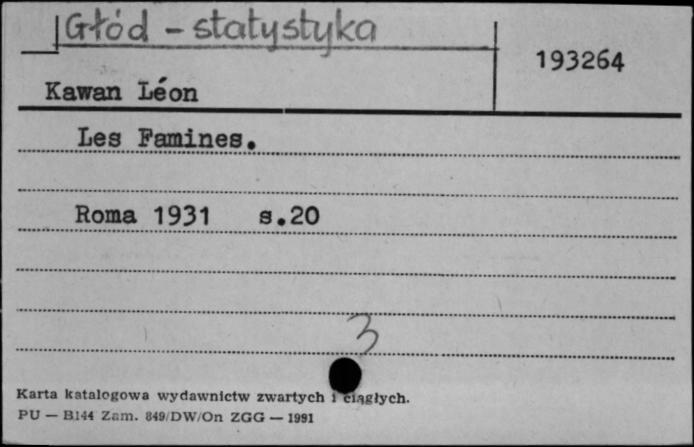 Głód - statystyka
193264
Kawan Léon
Les Famines.
Roma 1931 s.20
3
Karta katalogowa wydawnictw zwartych i ciągłych.
PU — B144 Zam. 849/DW/On ZGG — 1991